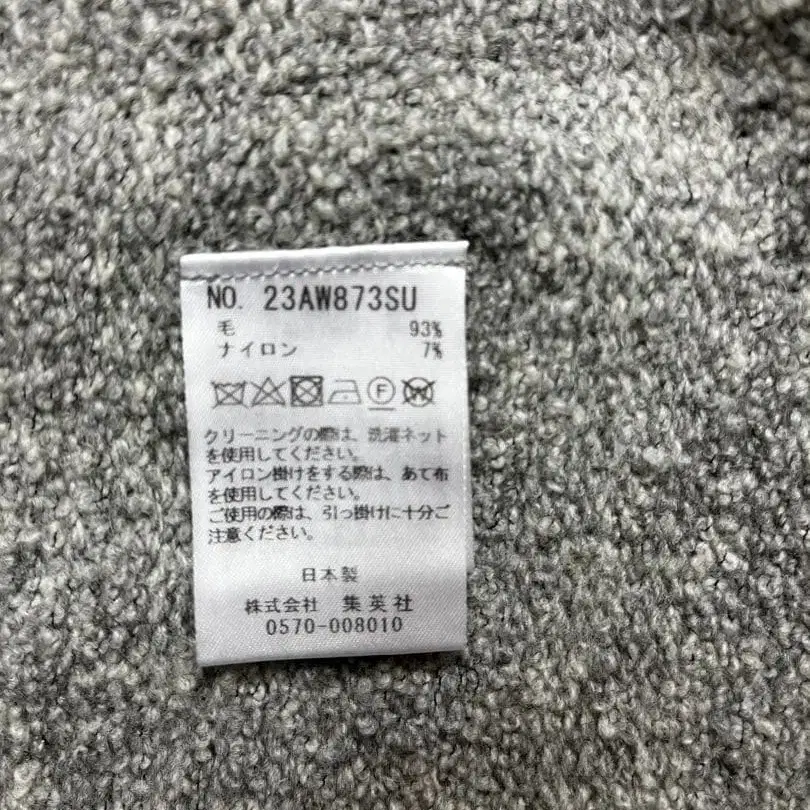 NO. 23AW873SU
毛 93%
ナイロン 7%
F W
クリーニングの際は、洗濯ネット
を使用してください。
アイロン掛けをする際は、あて布
を使用してください。
ご使用の際は、引っ掛けに十分ご
注意ください。
日本製
株式会社 集英社
0570-008010